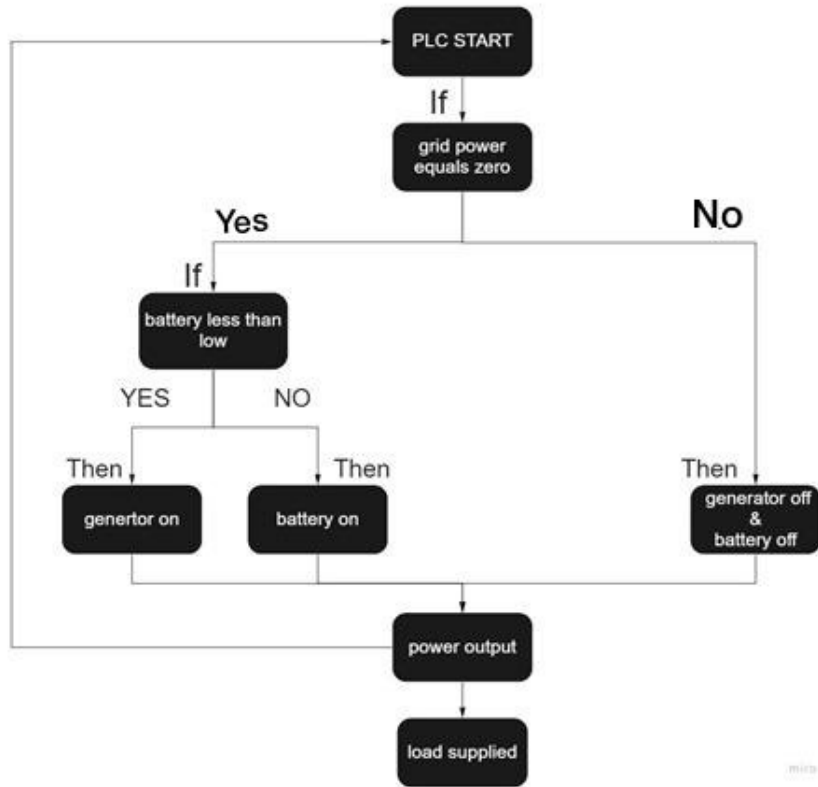 PLC START
If
grid power
equals zero
Yes
No
If
battery less than
low
YES
NO
Then
Then
Then
genertor on
battery on
generator off
&
battery off
power output
load supplied
miro